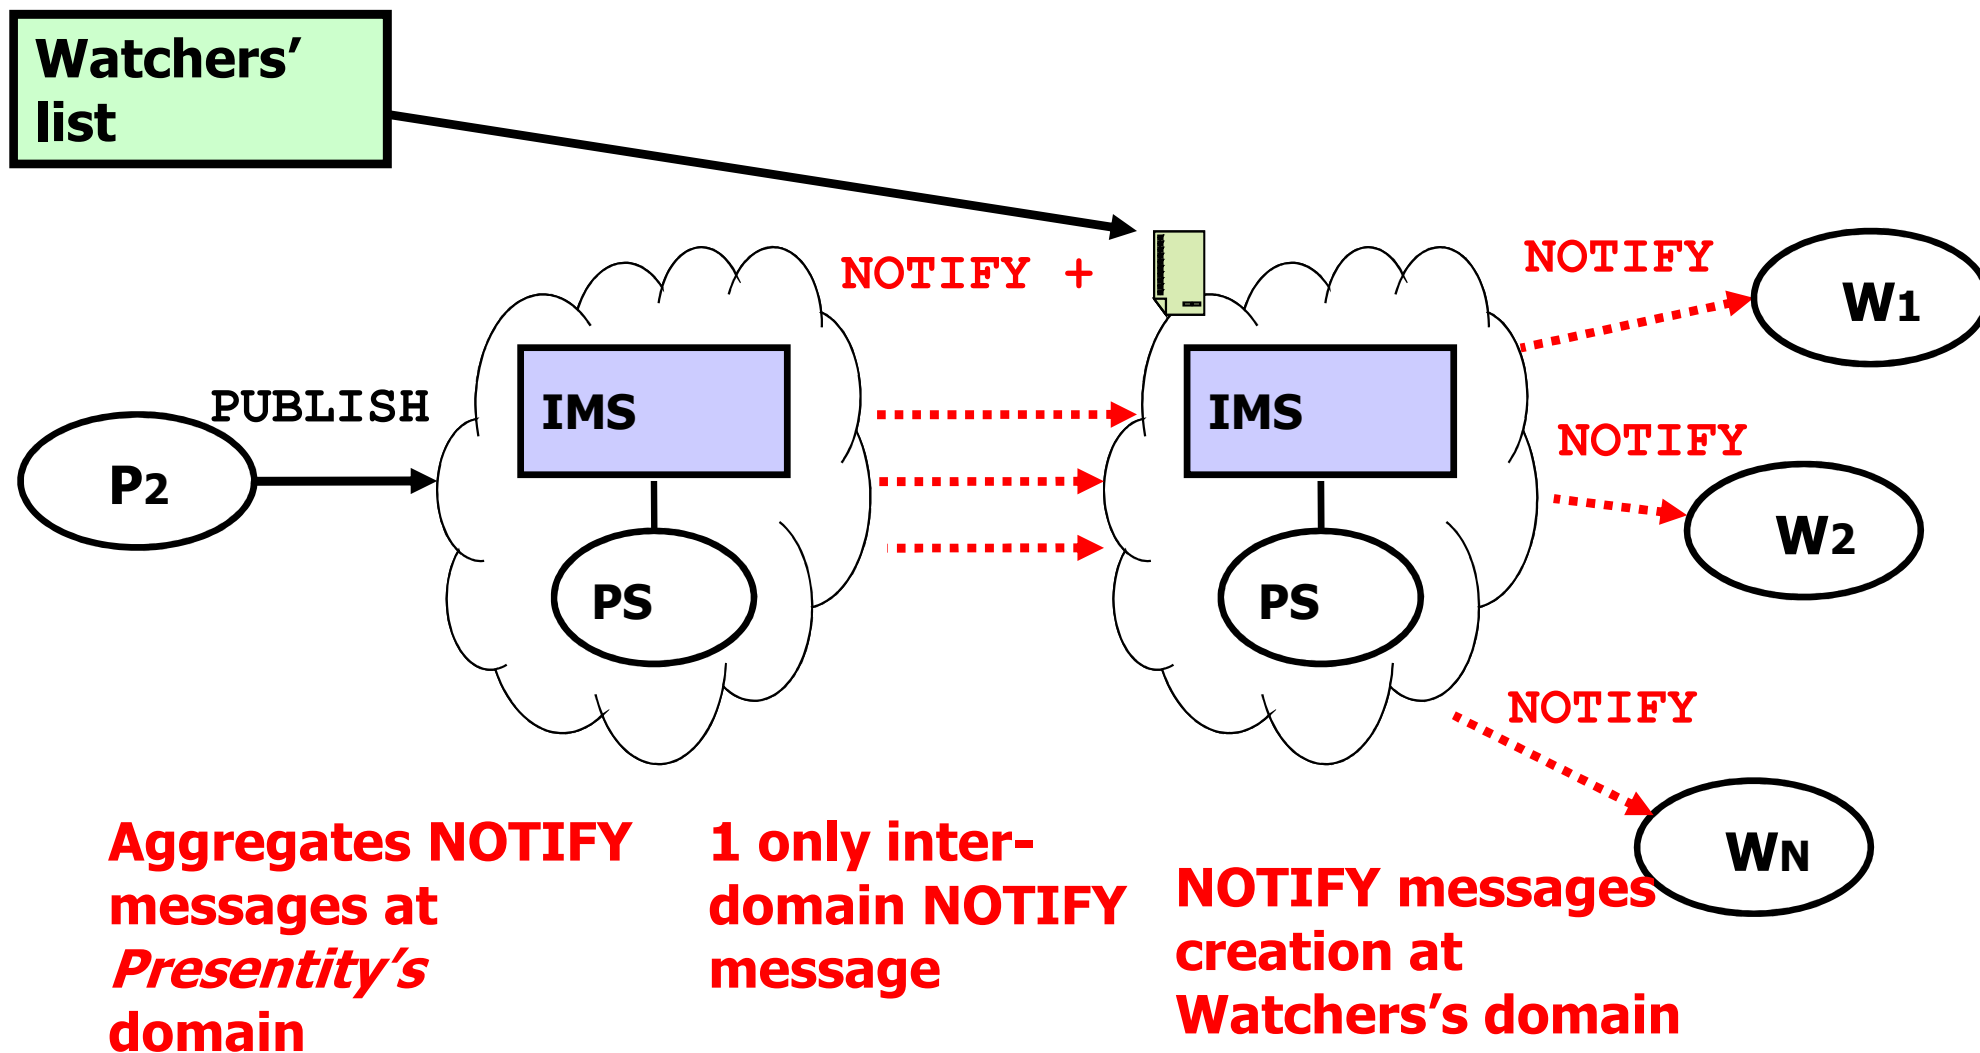 Watchers’
list
NOTIFY +
NOTIFY
W1
PUBLISH
IMS
IMS
NOTIFY
P2
W2
PS
PS
NOTIFY
WN
Aggregates NOTIFY
messages at
Presentity’s
domain
1 only inter-
domain NOTIFY
message
NOTIFY messages
creation at
Watchers’s domain